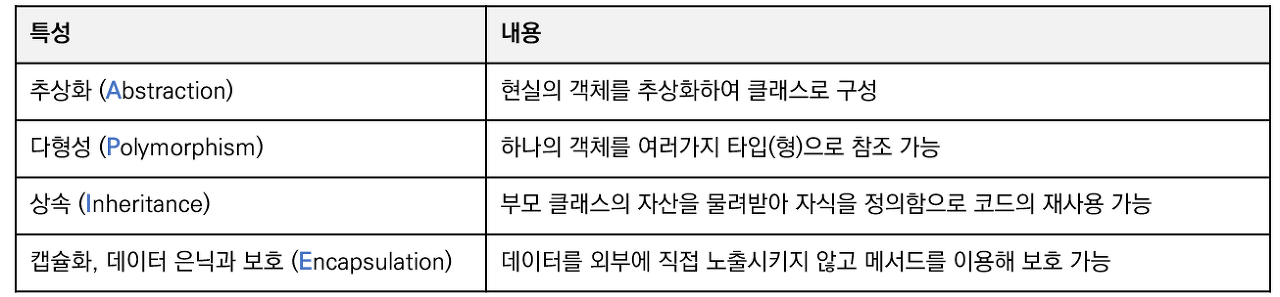 특성 내용
추상화 (Abstraction) 현실의 객체를 추상화하여 클래스로 구성
다형성 (Polymorphism) 하나의 객체를 여러가지 타입(형)으로 참조 가능
상속 (Inheritance) 부모 클래스의 자산을 물려받아 자식을 정의함으로 코드의 재사용 가능
캡슐화, 데이터 은닉과 보호 (Encapsulation) 데이터를 외부에 직접 노출시키지 않고 메서드를 이용해 보호 가능